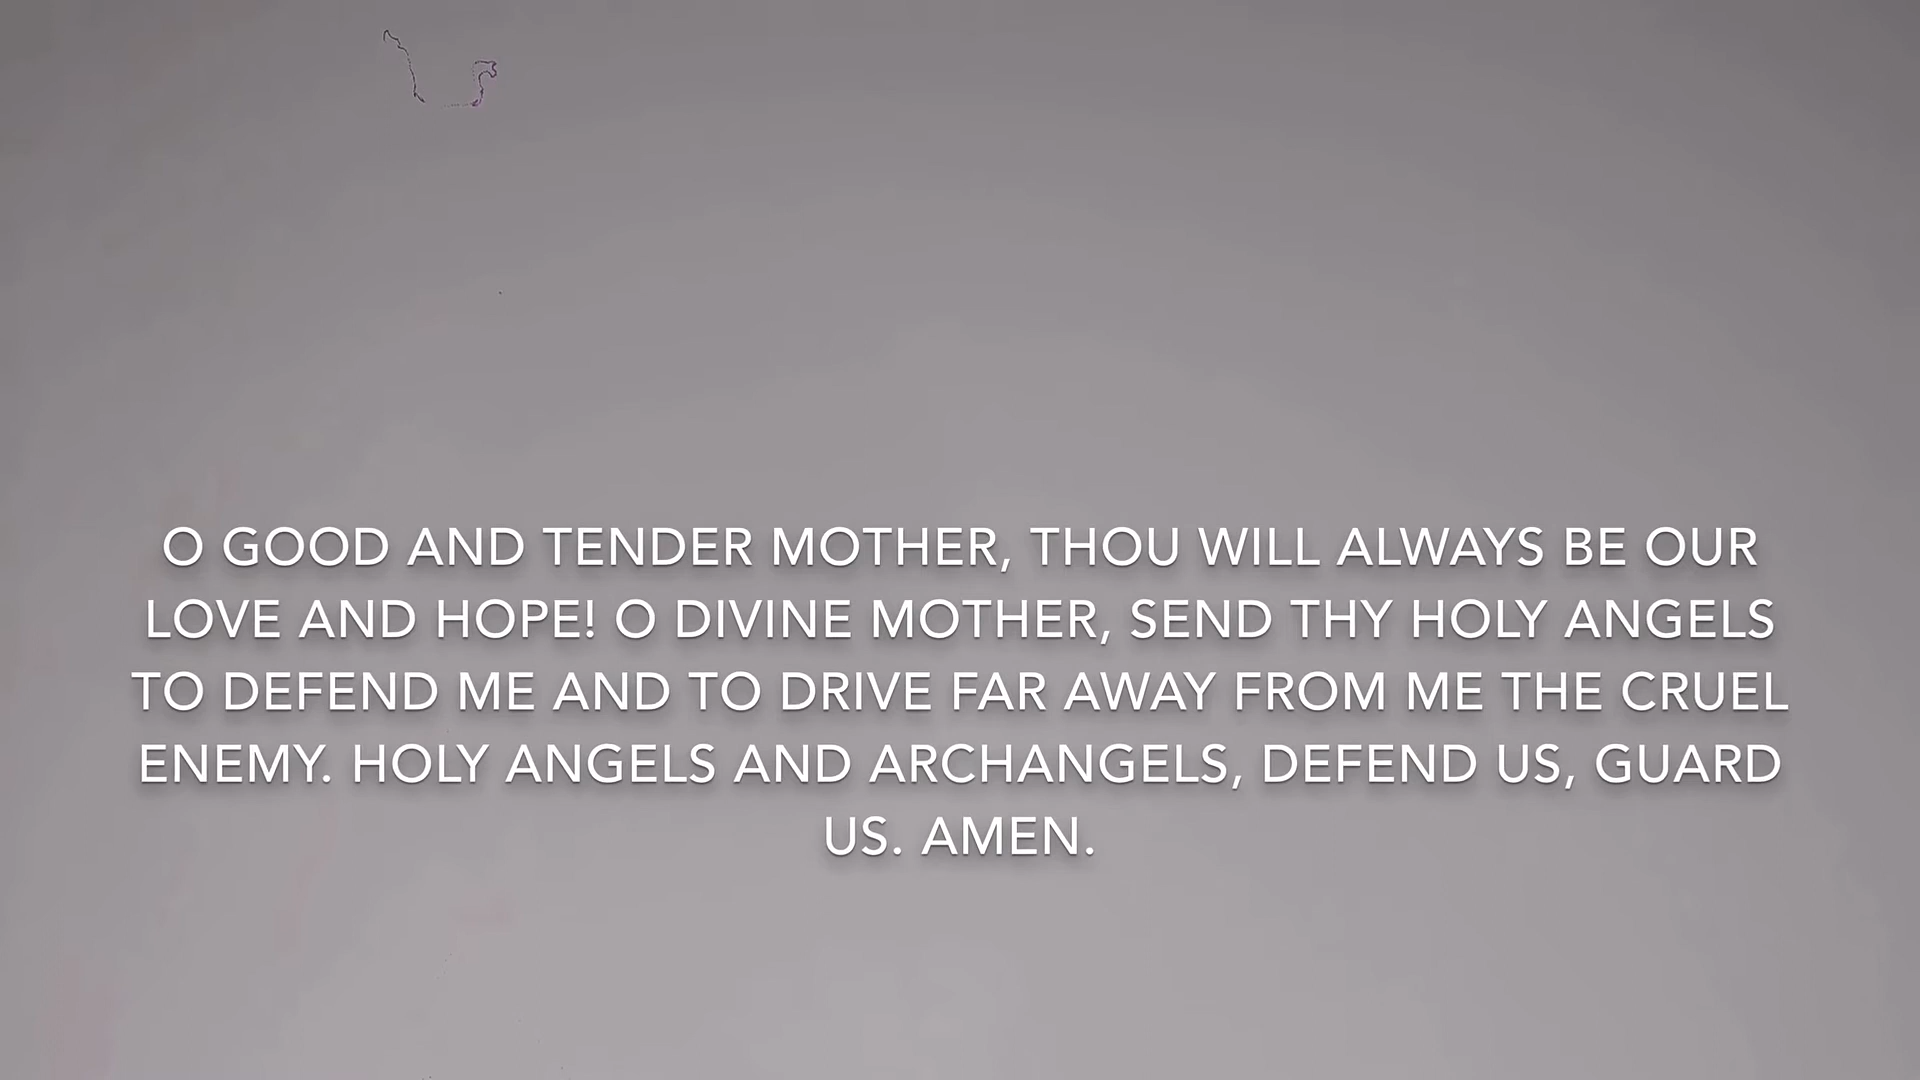 O GOOD AND TENDER MOTHER, THOU WILL ALWAYS BE OUR
LOVE AND HOPE! O DIVINE MOTHER, SEND THY HOLY ANGELS
TO DEFEND ME AND TO DRIVE FAR AWAY FROM ME THE CRUEL
ENEMY. HOLY ANGELS AND ARCHANGELS, DEFEND US, GUARD
US. AMEN.